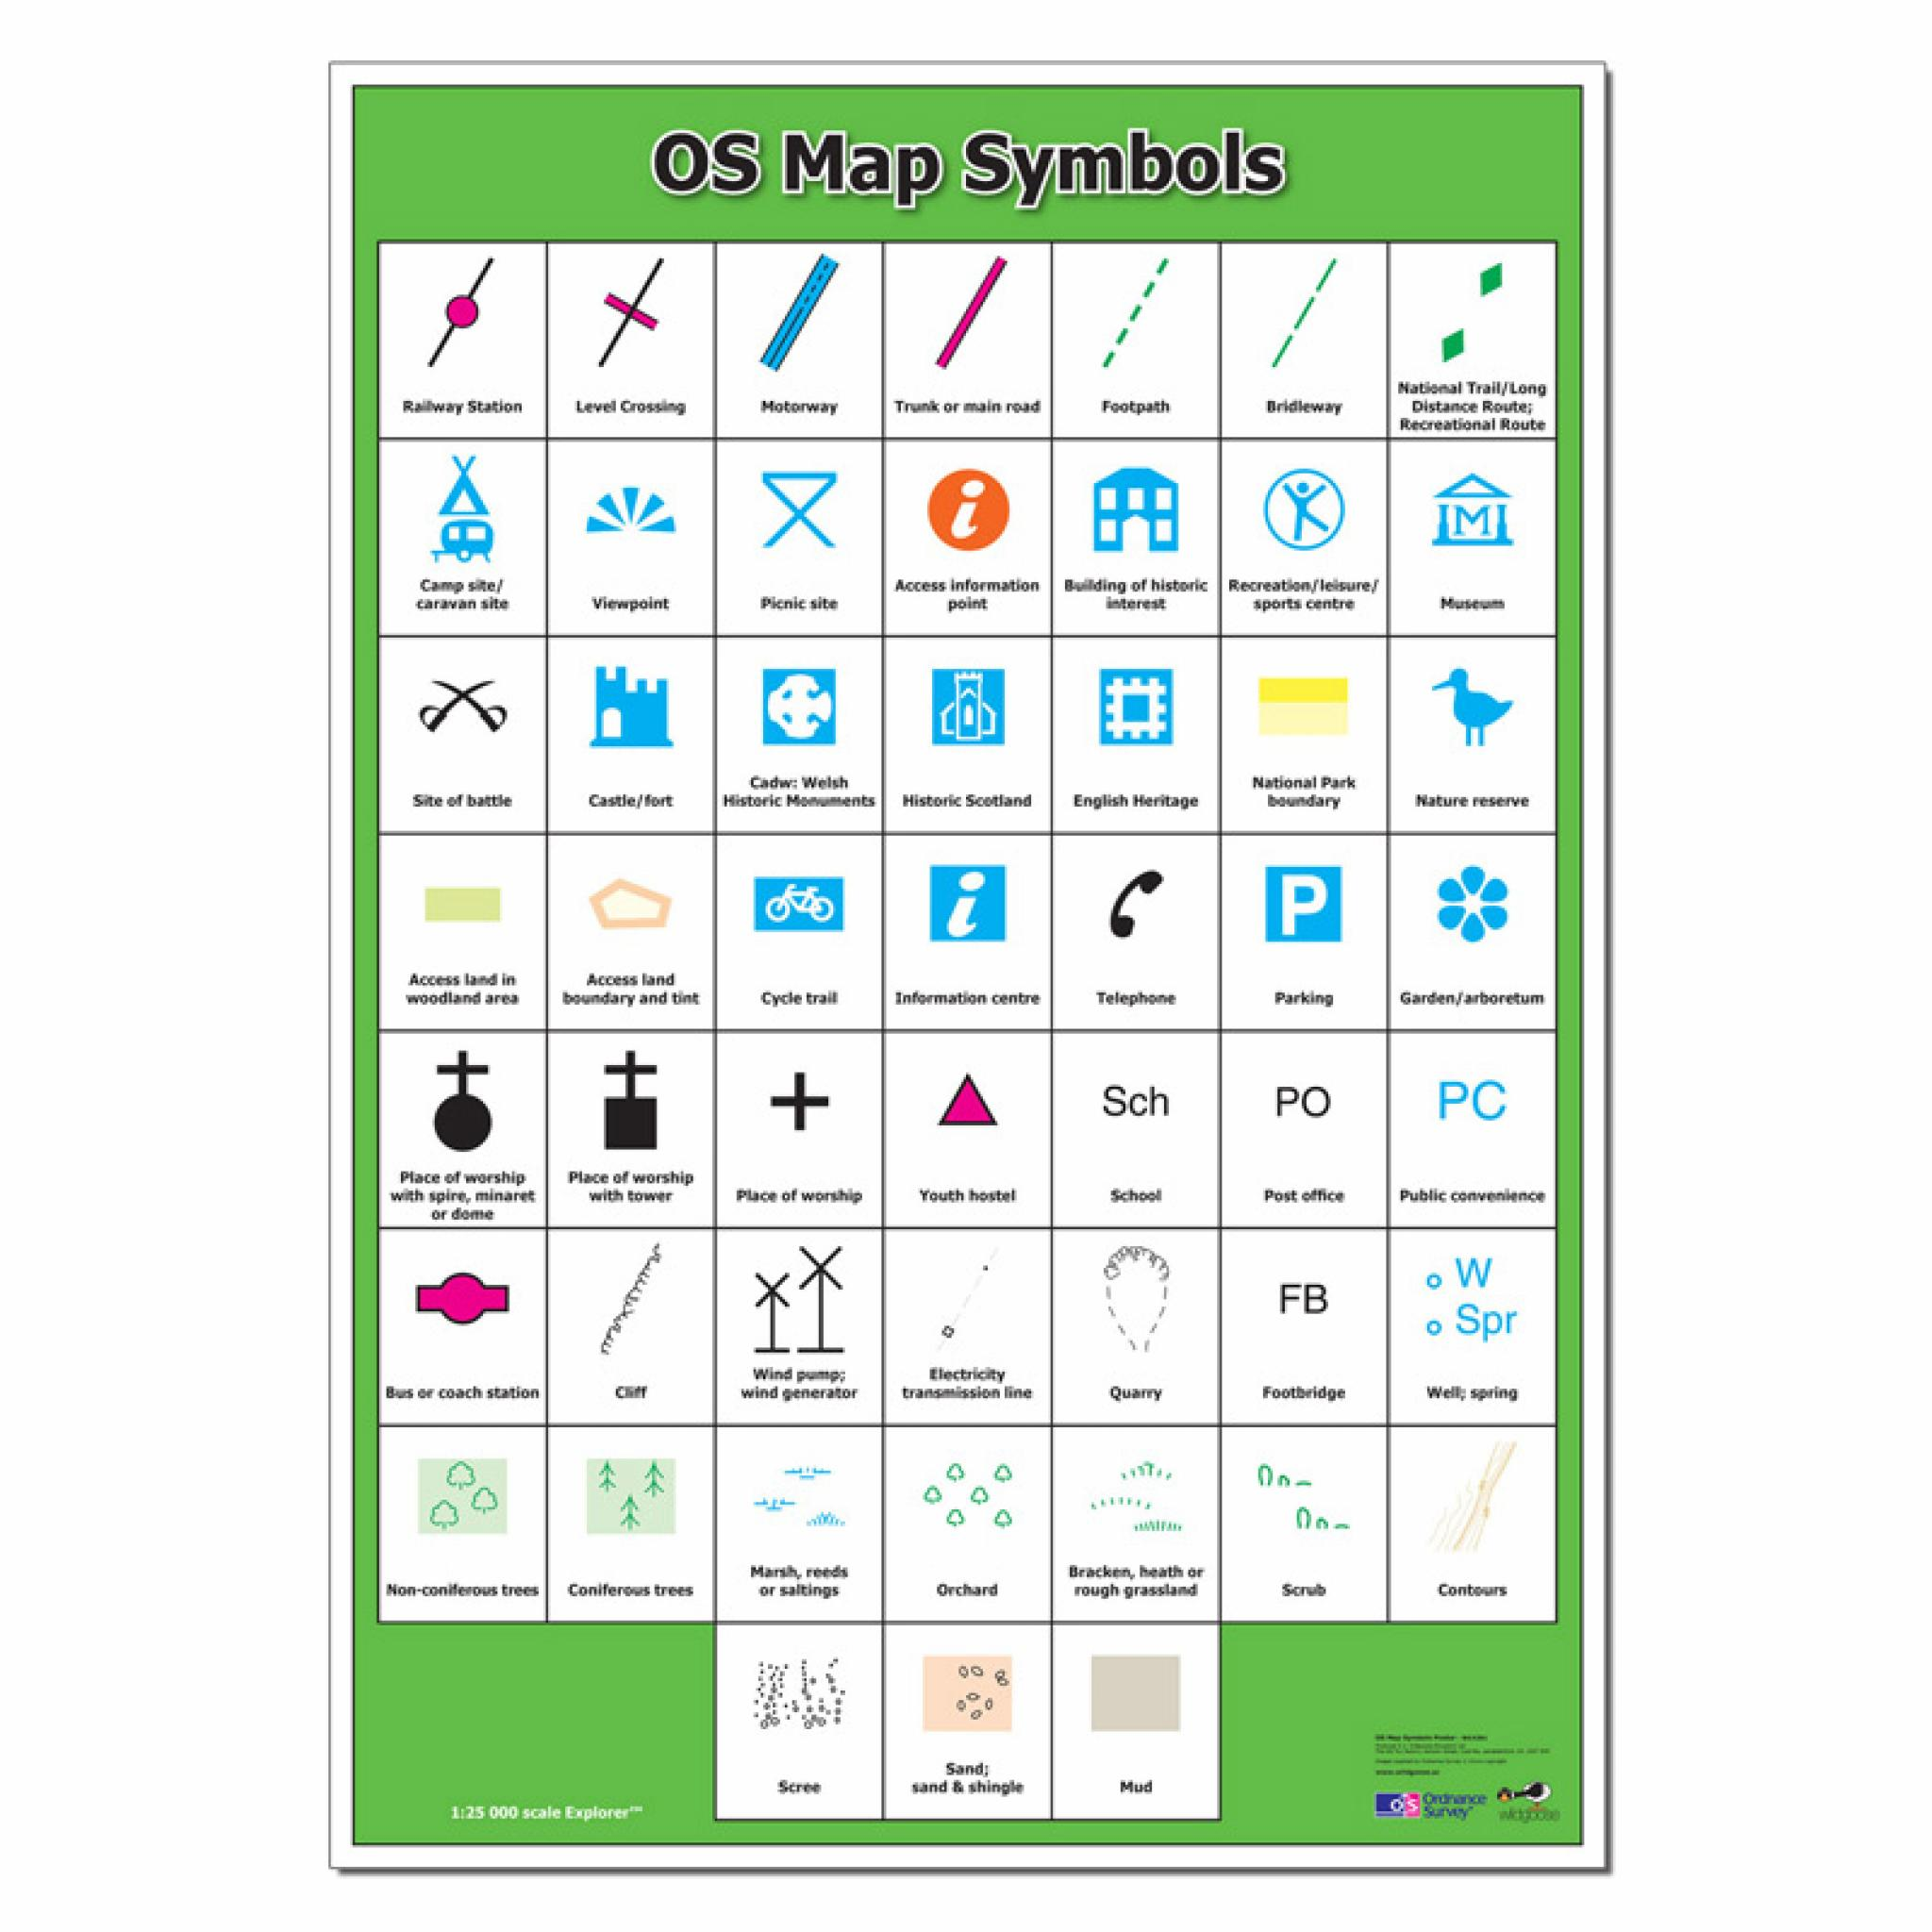 OS Map Symbols
Railway Station
Level Crossing
Motorway
Trunk or main road
Footpath
Bridleway
National Trail/Long
Distance Route;
Recreational Route
Camp site/
caravan site
Viewpoint
Picnic site
i
Access information
point
Building of historic
interest
Recreation/leisure/
sports centre
M
Museum
Site of battle
Castle/fort
Cadw: Welsh
Historic Monuments
Historic Scotland
English Heritage
National Park
boundary
Nature reserve
Access land in
woodland area
Access land
boundary and tint
Cycle trail
i
Information centre
Telephone
P
Parking
Garden/arboretum
Place of worship
with spire, minaret
or dome
Place of worship
with tower
Place of worship
Youth hostel
Sch
School
PO
Post office
PC
Public convenience
Bus or coach station
Cliff
Wind pump;
wind generator
Electricity
transmission line
Quarry
FB
Footbridge
W
Spr
Well; spring
Non-coniferous trees
Coniferous trees
Marsh, reeds
or saltings
Orchard
Bracken, heath or
rough grassland
Scrub
Contours
Scree
Sand;
sand & shingle
Mud
1:25 000 scale Explorer™
OS Ordnance
Survey
wildgoose